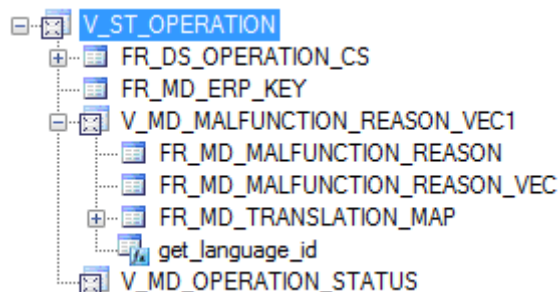 V_ST_OPERATION
FR_DS_OPERATION_CS
FR_MD_ERP_KEY
V_MD_MALFUNCTION_REASON_VEC1
FR_MD_MALFUNCTION_REASON
FR_MD_MALFUNCTION_REASON_VEC
FR_MD_TRANSLATION_MAP
get_language_id
V_MD_OPERATION_STATUS